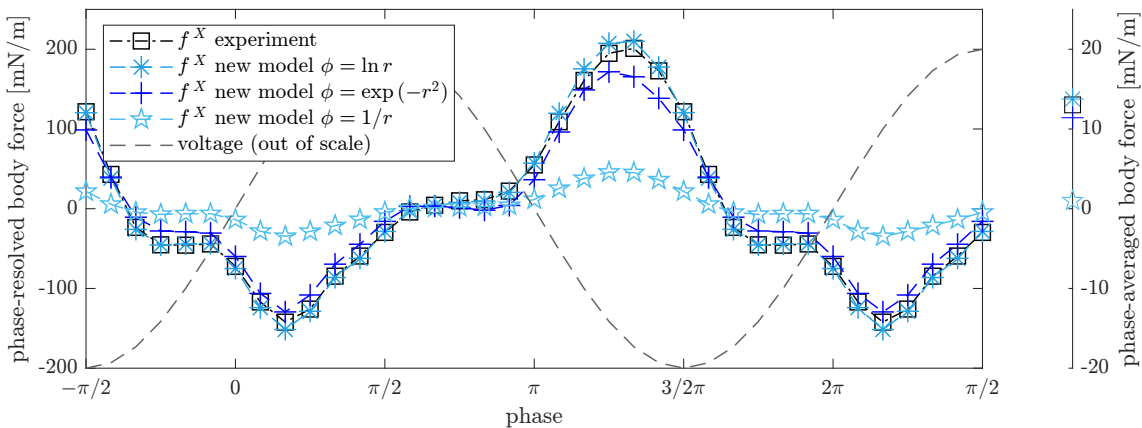 phase-resolved body force [mN/m]
200
100
0
-100
-200
f^X experiment
f^X new model ϕ = ln r
f^X new model ϕ = exp (−r²)
f^X new model ϕ = 1/r
voltage (out of scale)
−π/2
0
π/2
π
3/2π
2π
π/2
phase
20
10
0
-10
-20
phase-averaged body force [mN/m]